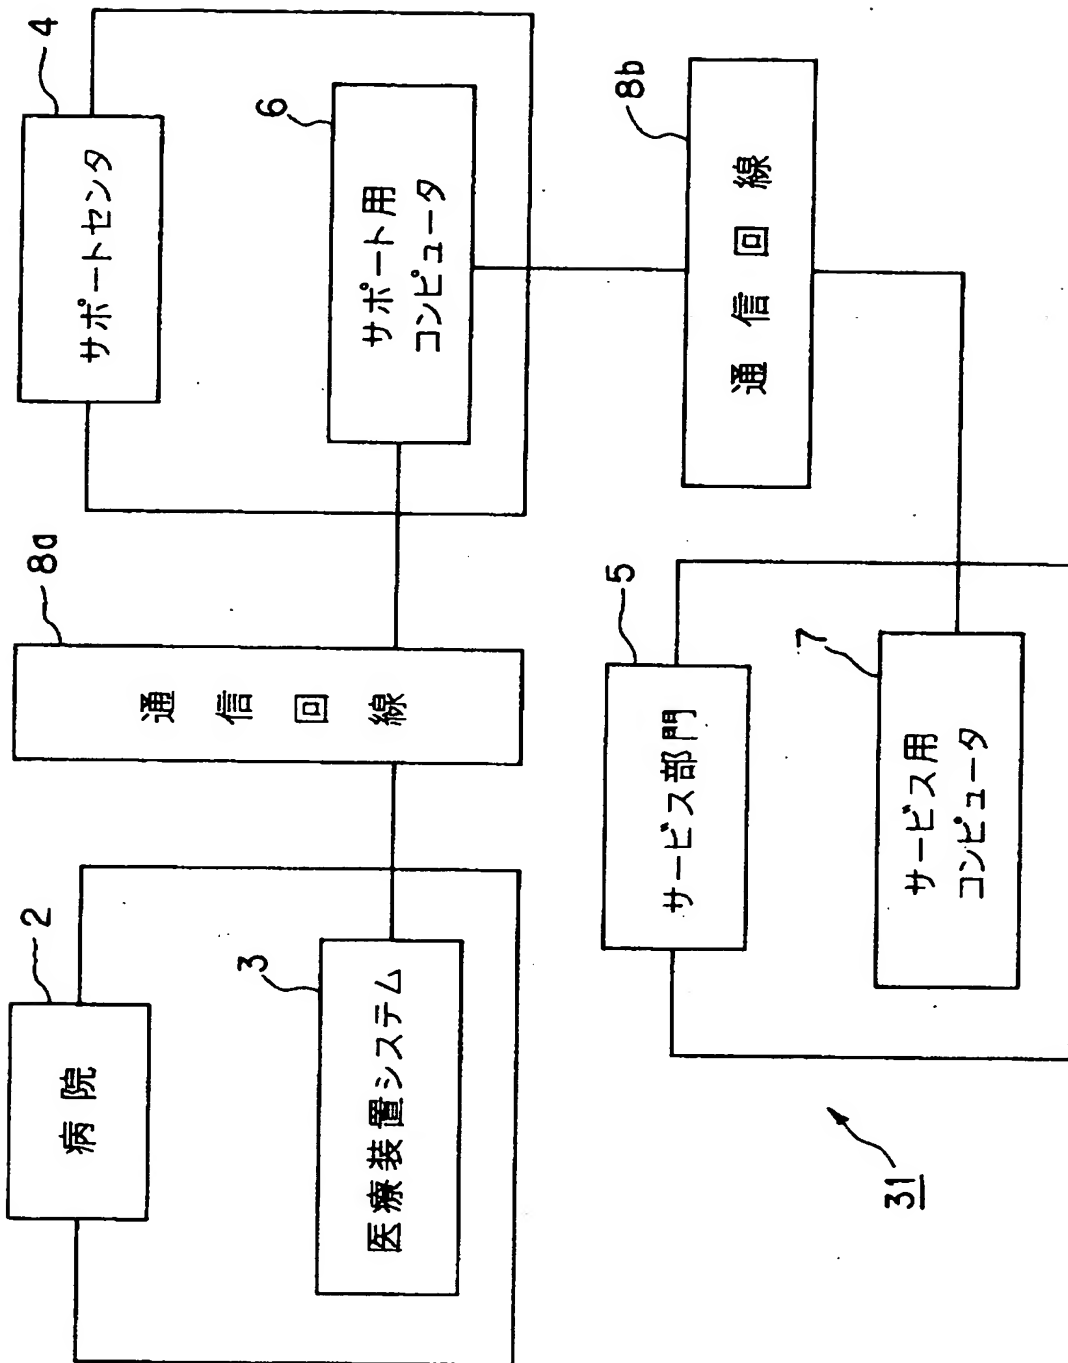 2
病院
3
医療装置システム
8a
通信回線
4
サポートセンタ
6
サポート用
コンピュータ
8b
通信回線
5
サービス部門
7
サービス用
コンピュータ
31